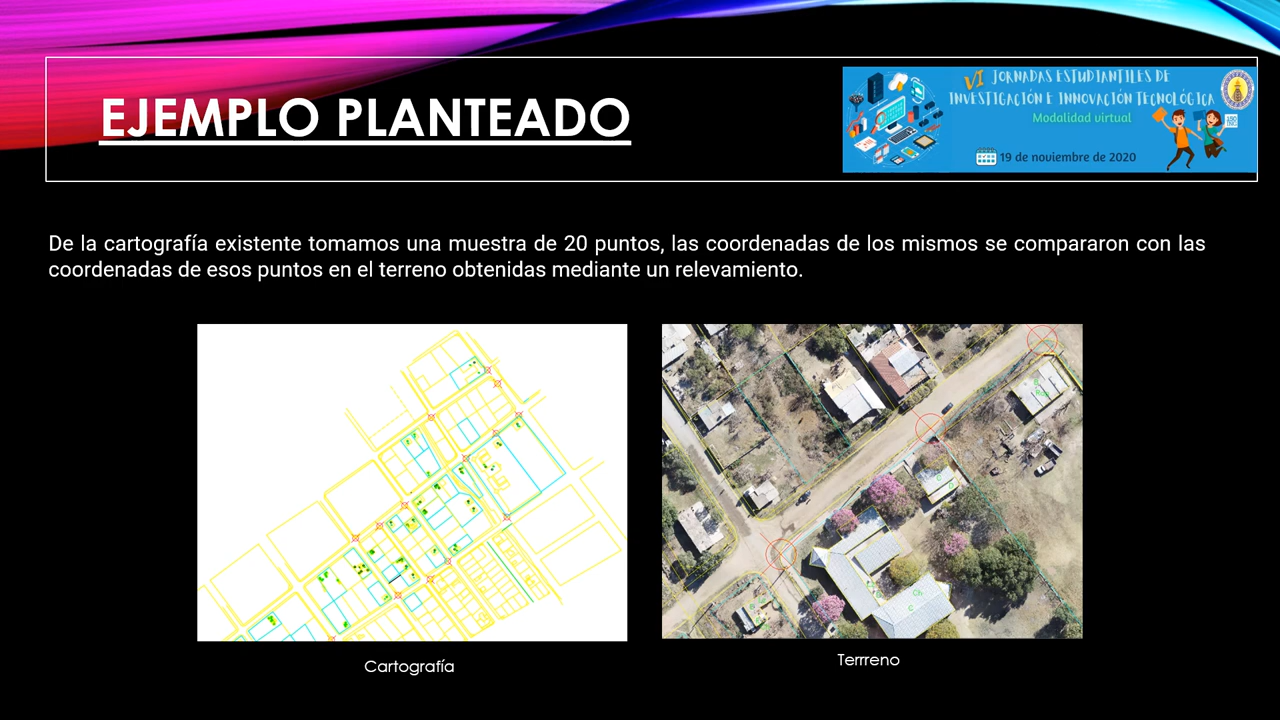 EJEMPLO PLANTEADO
VI JORNADAS ESTUDIANTILES DE
INVESTIGACIÓN E INNOVACIÓN TECNOLÓGICA
Modalidad virtual
19 de noviembre de 2020
De la cartografía existente tomamos una muestra de 20 puntos, las coordenadas de los mismos se compararon con las
coordenadas de esos puntos en el terreno obtenidas mediante un relevamiento.
Cartografía
Terrreno